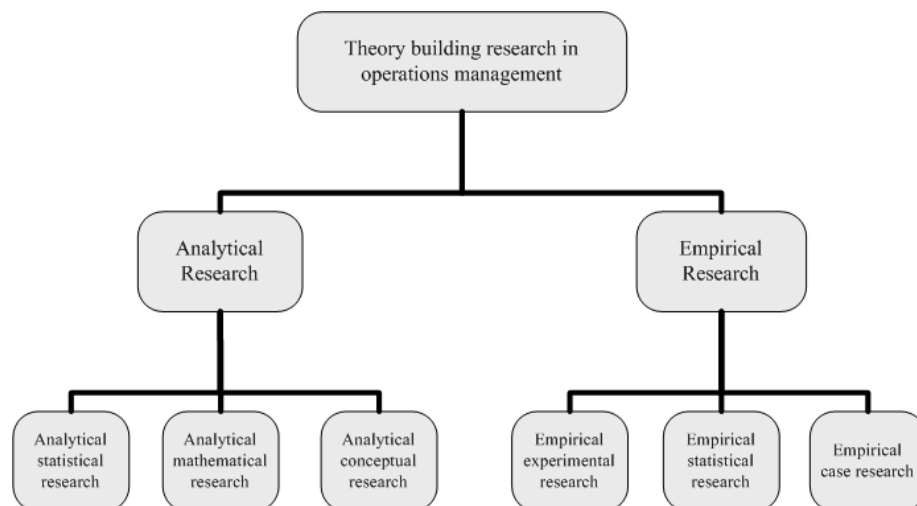 Theory building research in
operations management
Analytical
Research
Empirical
Research
Analytical
statistical
research
Analytical
mathematical
research
Analytical
conceptual
research
Empirical
experimental
research
Empirical
statistical
research
Empirical
case research